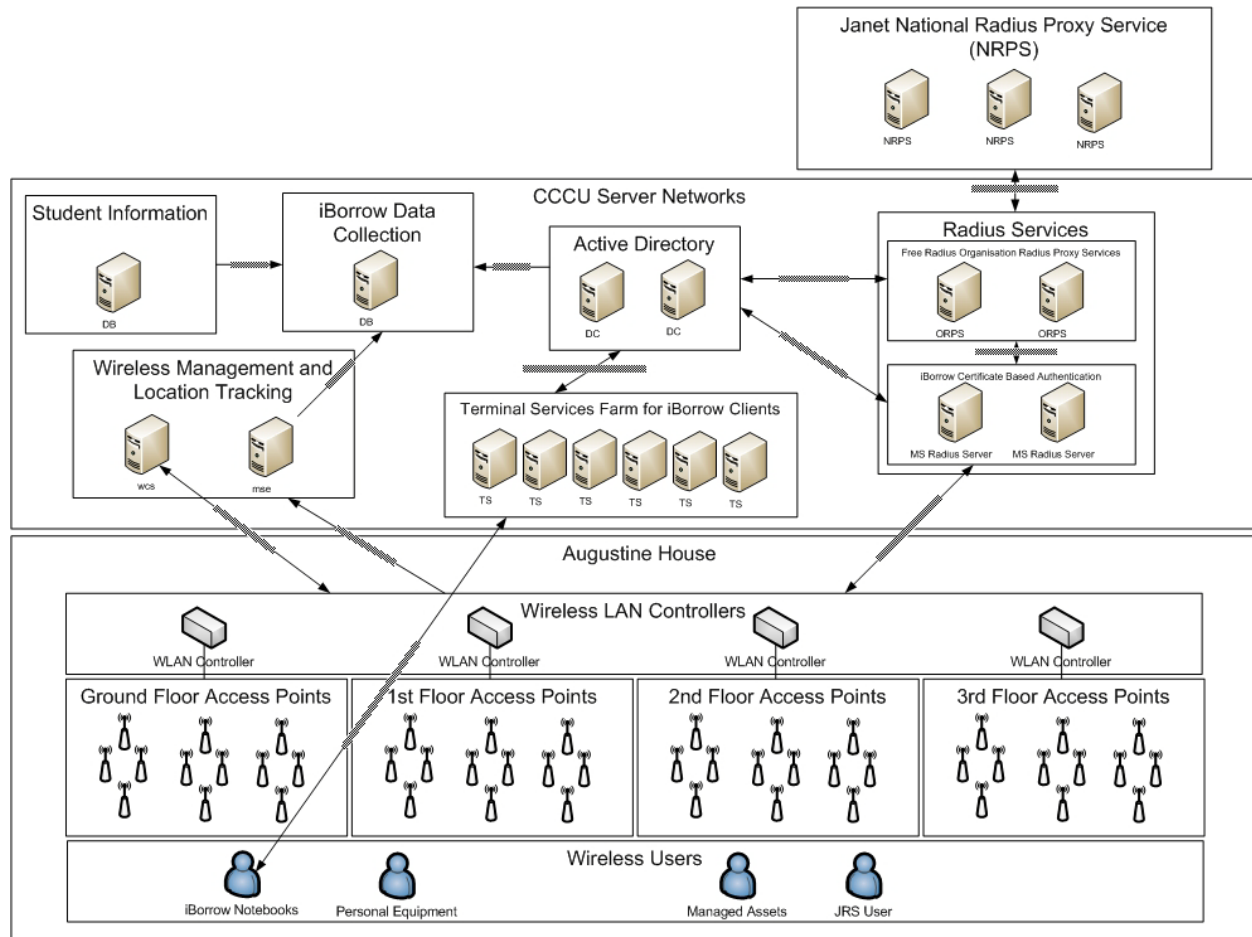 Janet National Radius Proxy Service
(NRPS)
NRPS
NRPS
NRPS
CCCU Server Networks
Student Information
DB
iBorrow Data
Collection
DB
Active Directory
DC
DC
Radius Services
Free Radius Organisation Radius Proxy Services
ORPS
ORPS
iBorrow Certificate Based Authentication
MS Radius Server
MS Radius Server
Wireless Management and
Location Tracking
wcs
mse
Terminal Services Farm for iBorrow Clients
TS
TS
TS
TS
TS
TS
Augustine House
Wireless LAN Controllers
WLAN Controller
WLAN Controller
WLAN Controller
WLAN Controller
Ground Floor Access Points
1st Floor Access Points
2nd Floor Access Points
3rd Floor Access Points
Wireless Users
iBorrow Notebooks
Personal Equipment
Managed Assets
JRS User